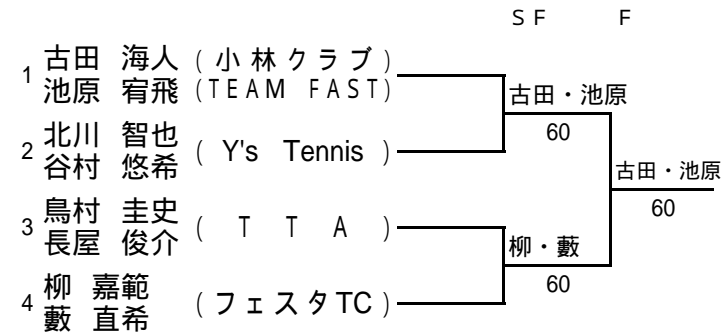 SF F
1 古田 海人 (小林クラブ)
池原 宥飛 (TEAM FAST)
古田・池原
60
2 北川 智也
谷村 悠希 ( Y's Tennis )
古田・池原
60
3 鳥村 圭史
長屋 俊介 ( T T A )
柳・藪
60
4 柳 嘉範
藪 直希 (フェスタTC)